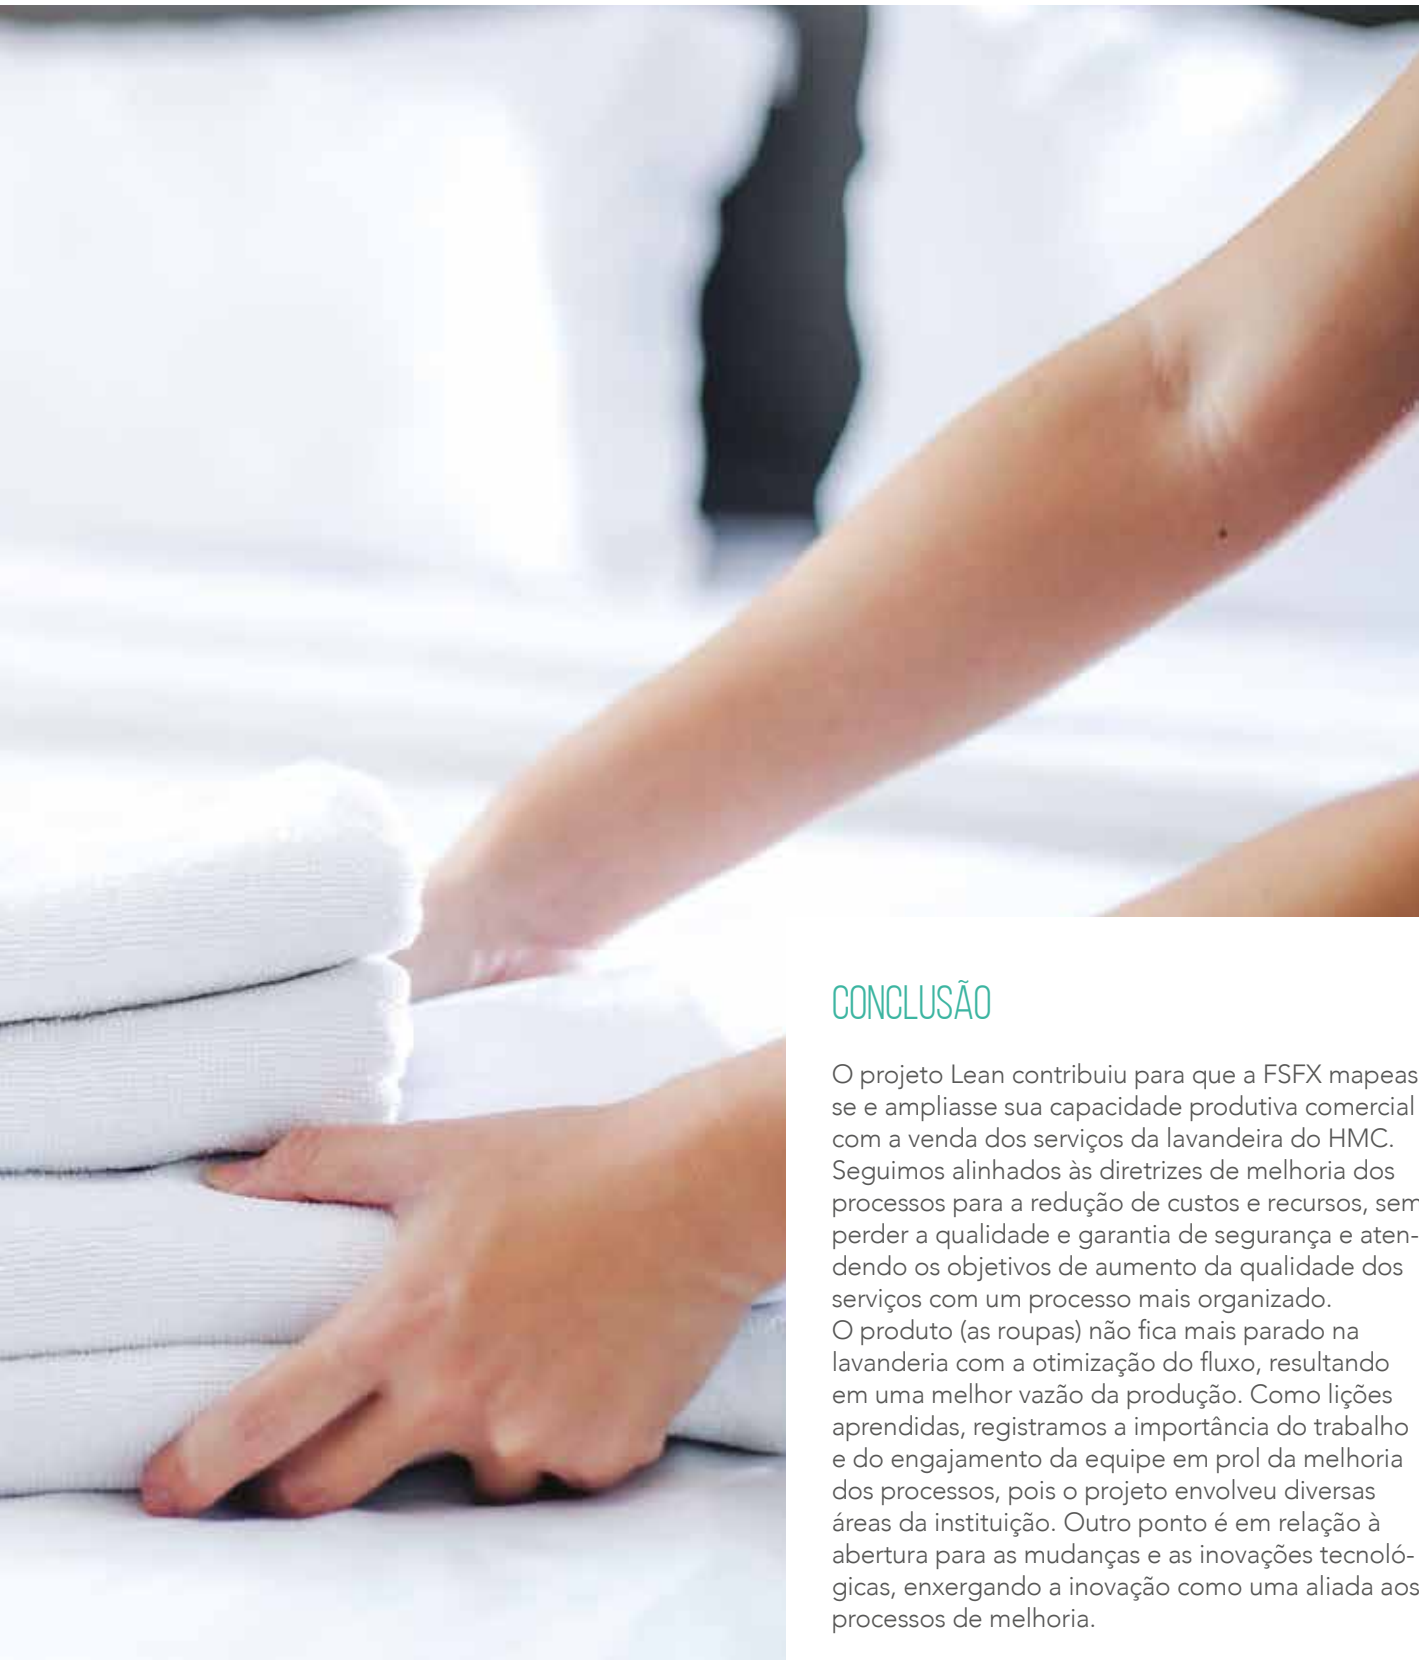 CONCLUSÃO
O projeto Lean contribuiu para que a FSFX mapeas
se e ampliasse sua capacidade produtiva comercial
com a venda dos serviços da lavandeira do HMC.
Seguimos alinhados às diretrizes de melhoria dos
processos para a redução de custos e recursos, sem
perder a qualidade e garantia de segurança e aten-
dendo os objetivos de aumento da qualidade dos
serviços com um processo mais organizado.
O produto (as roupas) não fica mais parado na
lavanderia com a otimização do fluxo, resultando
em uma melhor vazão da produção. Como lições
aprendidas, registramos a importância do trabalho
e do engajamento da equipe em prol da melhoria
dos processos, pois o projeto envolveu diversas
áreas da instituição. Outro ponto é em relação à
abertura para as mudanças e as inovações tecnoló-
gicas, enxergando a inovação como uma aliada aos
processos de melhoria.